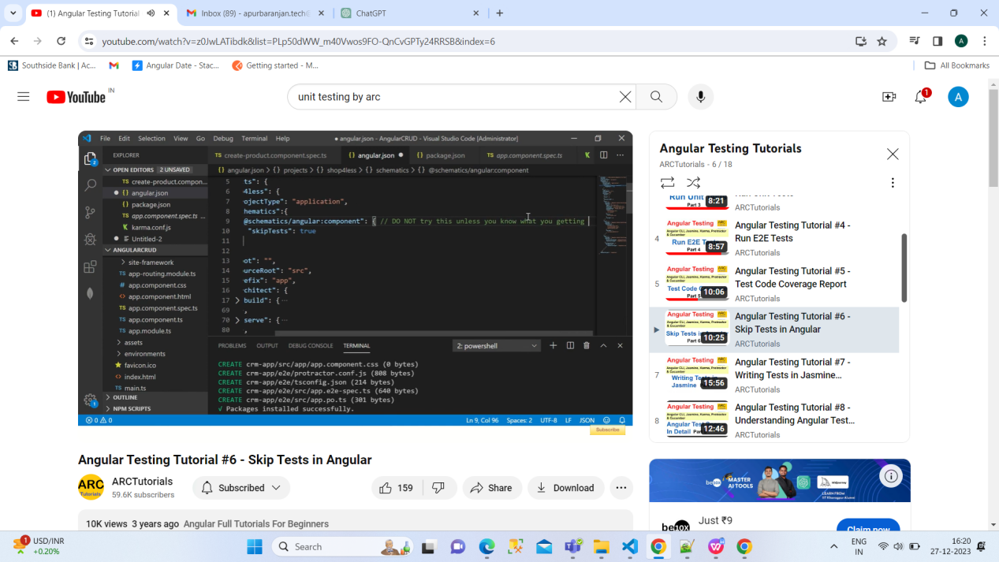 (1) Angular Testing Tutorial
Inbox (89) - apurbaranjan.tech@
ChatGPT
youtube.com/watch?v=z0JwLATibdk&list=PLp50dWW_m40Vwos9FO-QnCvGPTy24RRSB&index=6
A
Southside Bank | Ac...
Angular Date - Stac...
Getting started - M...
All Bookmarks
YouTube IN
unit testing by arc
1
A
File Edit Selection View Go Debug Terminal Help
● angular.json - AngularCRUD - Visual Studio Code [Administrator]
EXPLORER
OPEN EDITORS 2 UNSAVED
TS create-product.compon...
● {} angular.json
{} package.json
TS app.component.spec.ts ...
K karma.conf.js
● Untitled-2
ANGULARCRUD
> site-framework
TS app-routing.module.ts
# app.component.css
<> app.component.html
TS app.component.spec.ts
TS app.component.ts
TS app.module.ts
> assets
> environments
favicon.ico
<> index.html
TS main.ts
> OUTLINE
> NPM SCRIPTS
TS create-product.component.spec.ts
{} angular.json ●
{} package.json
TS app.component.spec.ts
K
{} angular.json > {} projects > {} shop4less > {} schematics > {} @schematics/angular:component
5 ts": {
6 4less": {
7 ojectType": "application",
8 hematics":{
9 @schematics/angular:component": { // DO NOT try this unless you know what you getting
10 "skipTests": true
11
12
13 ot": "",
14 urceRoot": "src",
15 efix": "app",
16 chitect": {
17 > build": {···
69 ,
70 > serve": {···
80 ,
PROBLEMS OUTPUT DEBUG CONSOLE TERMINAL
2: powershell
CREATE crm-app/src/app/app.component.css (0 bytes)
CREATE crm-app/e2e/protractor.conf.js (808 bytes)
CREATE crm-app/e2e/tsconfig.json (214 bytes)
CREATE crm-app/e2e/src/app.e2e-spec.ts (640 bytes)
CREATE crm-app/e2e/src/app.po.ts (301 bytes)
√ Packages installed successfully.
0 0
Ln 9, Col 96 Spaces: 2 UTF-8 LF JSON
Subscribe
Angular Testing Tutorial #6 - Skip Tests in Angular
ARC Tutorials
ARCTutorials
59.6K subscribers
Subscribed
159
Share
Download
10K views 3 years ago Angular Full Tutorials For Beginners
Angular Testing Tutorials
ARCTutorials - 6 / 18
Run Unit
Part 3
8:21
ARCTutorials
4
Angular Testing
Run E2E
Part 4
8:57
Angular Testing Tutorial #4 -
Run E2E Tests
ARCTutorials
5
Angular Testing
Test Code
Part 5
10:06
Angular Testing Tutorial #5 -
Test Code Coverage Report
ARCTutorials
Angular Testing
Skip Tests in
Part 6
10:25
Angular Testing Tutorial #6 -
Skip Tests in Angular
ARCTutorials
7
Angular Testing
Writing Tests in
Jasmine
15:56
Angular Testing Tutorial #7 -
Writing Tests in Jasmine...
ARCTutorials
8
Angular Testing
In Detail
12:46
Angular Testing Tutorial #8 -
Understanding Angular Test...
ARCTutorials
be10x
MASTER
AI TOOLS
Midjourney
LEARN FROM
IIT Kharagpur Alumni
be10x
Just ₹9
Claim now
1
USD/INR
+0.20%
Search
ENG
IN
16:20
27-12-2023